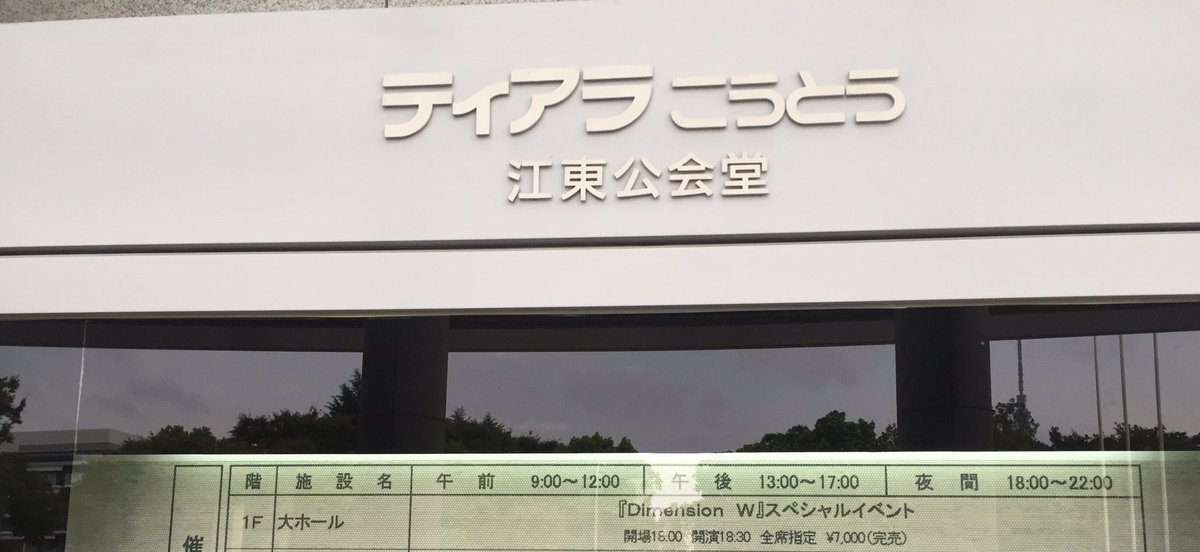 ティアラ こうとう
江東公会堂
階 施設名 午前 9:00～12:00 午後 13:00～17:00 夜間 18:00～22:00
催 1F 大ホール 『Dimension W』スペシャルイベント
開場18:00 開演18:30 全席指定 ¥7,000(完売)